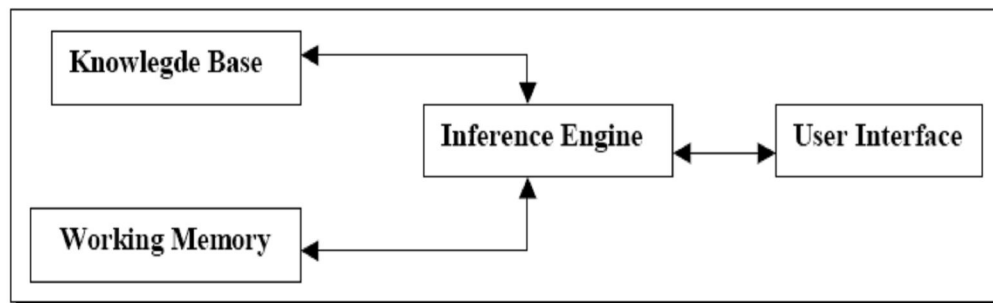 Knowlegde Base
Inference Engine
User Interface
Working Memory